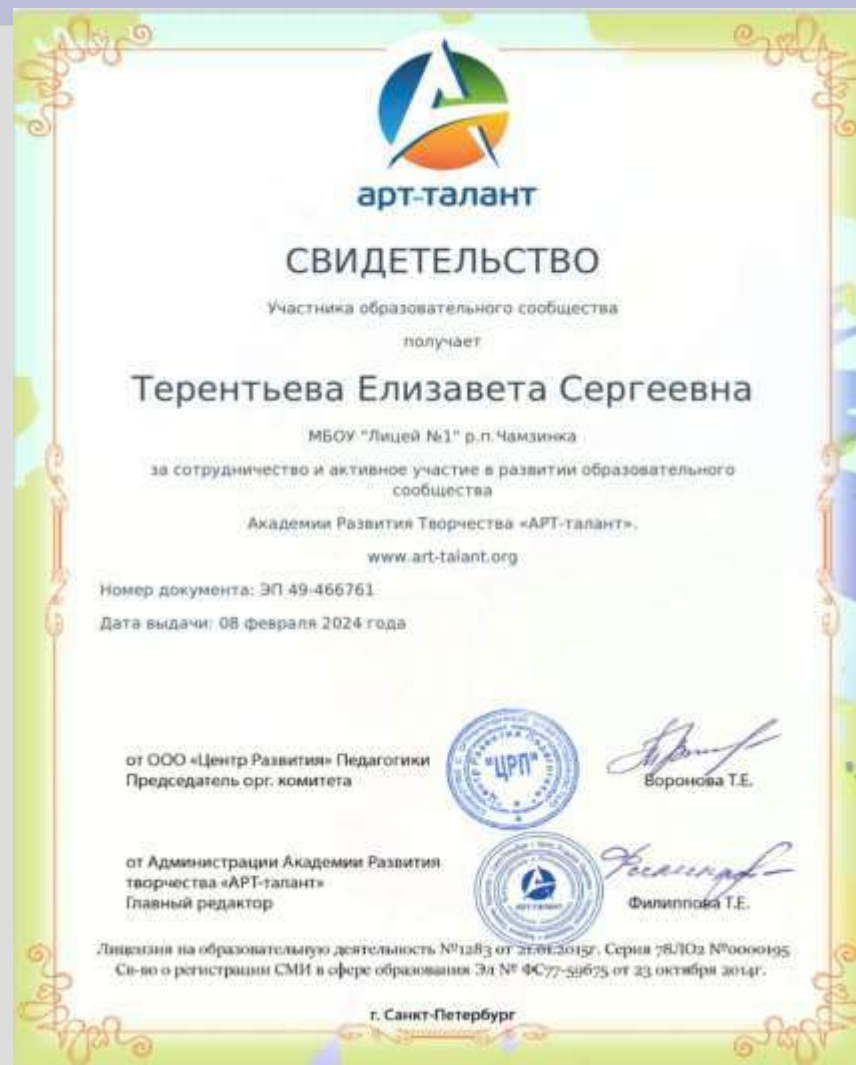 арт-талант
СВИДЕТЕЛЬСТВО
Участника образовательного сообщества
получает
Терентьева Елизавета Сергеевна
МБОУ "Лицей №1" р.п.Чамзинка
за сотрудничество и активное участие в развитии образовательного
сообщества
Академии Развития Творчества «АРТ-талант».
www.art-talant.org
Номер документа: ЭП 49-466761
Дата выдачи: 08 февраля 2024 года
от ООО «Центр Развития» Педагогики
Председатель орг. комитета
"ЦРП"
Воронова Т.Е.
от Администрации Академии Развития
творчества «АРТ-талант»
Главный редактор
АРТ-ТАЛАНТ
Филиппова Т.Е.
Лицензия на образовательную деятельность №1283 от 21.01.2015г. Серия 78ЛО2 №0000195
Св-во о регистрации СМИ в сфере образования Эл № ФС77-59675 от 23 октября 2014г.
г. Санкт-Петербург